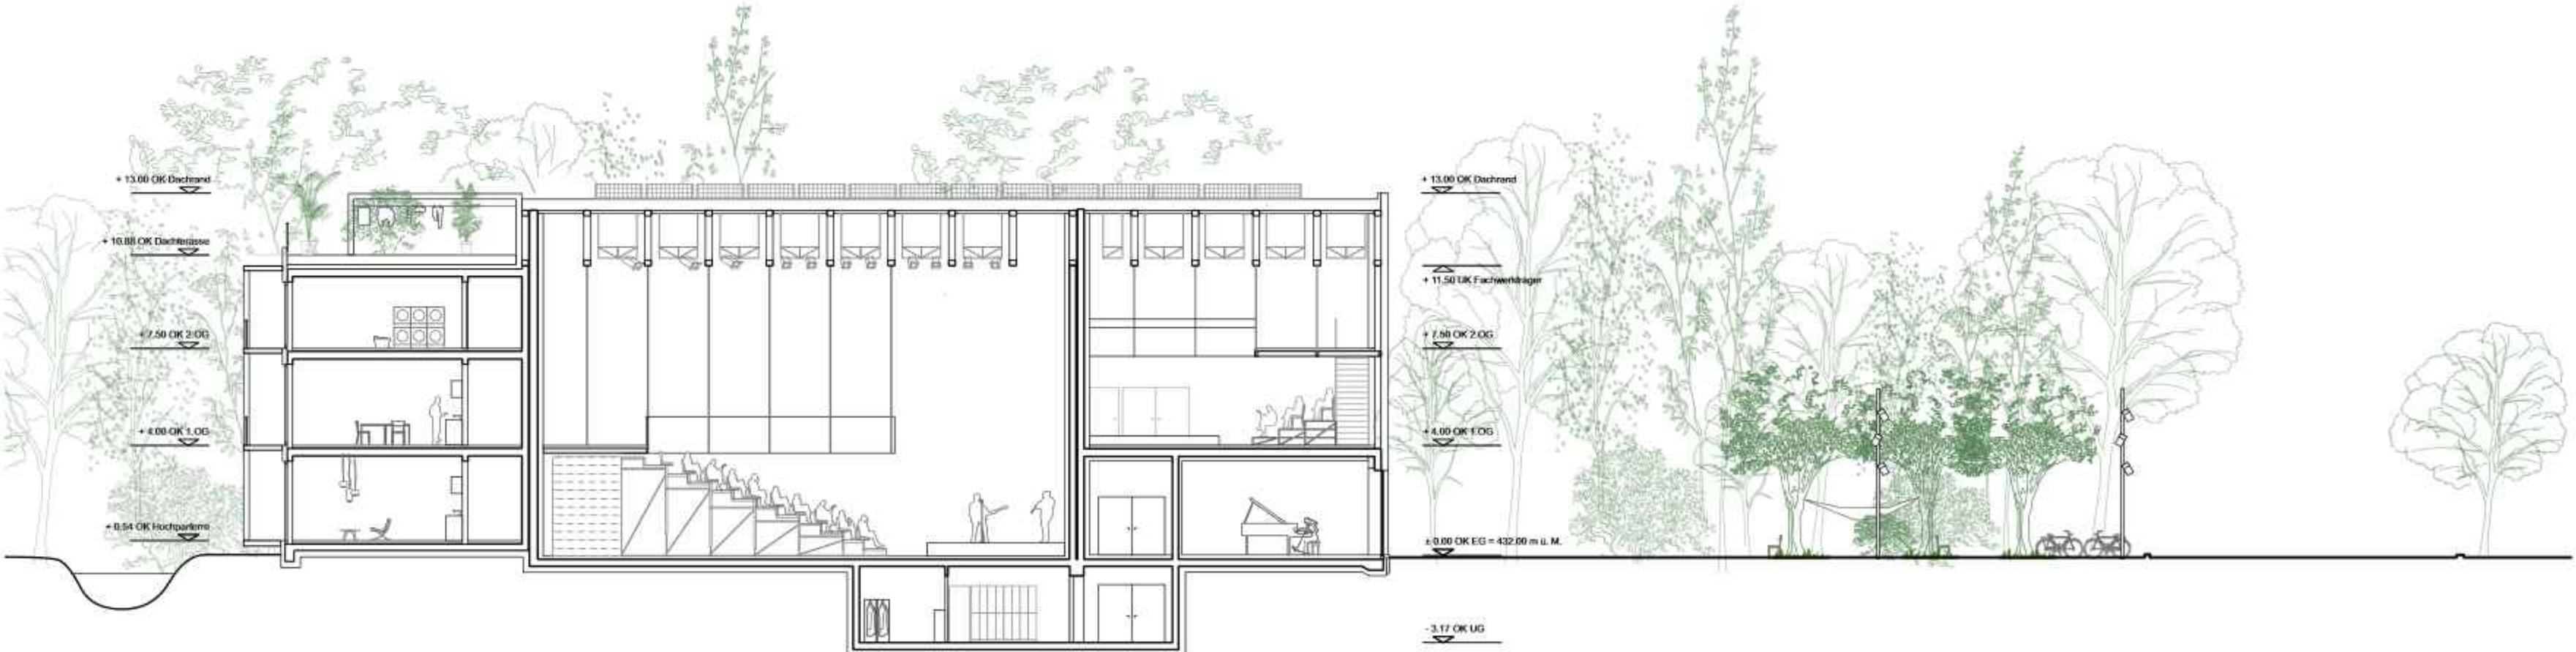 + 13.00 OK Dachrand
+ 10.88 OK Dachterasse
+ 7.50 OK 2.OG
+ 4.00 OK 1.OG
+ 0.54 OK Hochparterre
+ 13.00 OK Dachrand
+ 11.50 UK Fachwerkträger
+ 7.50 OK 2.OG
+ 4.00 OK 1.OG
± 0.00 OK EG = 432.00 m ü. M.
- 3.17 OK UG